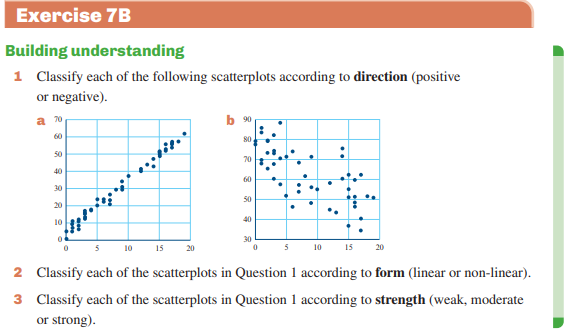 Exercise 7B
Building understanding
1 Classify each of the following scatterplots according to direction (positive
or negative).
a
70
60
50
40
30
20
10
0
0 5 10 15 20
b
90
80
70
60
50
40
30
0 5 10 15 20
2 Classify each of the scatterplots in Question 1 according to form (linear or non-linear).
3 Classify each of the scatterplots in Question 1 according to strength (weak, moderate
or strong).